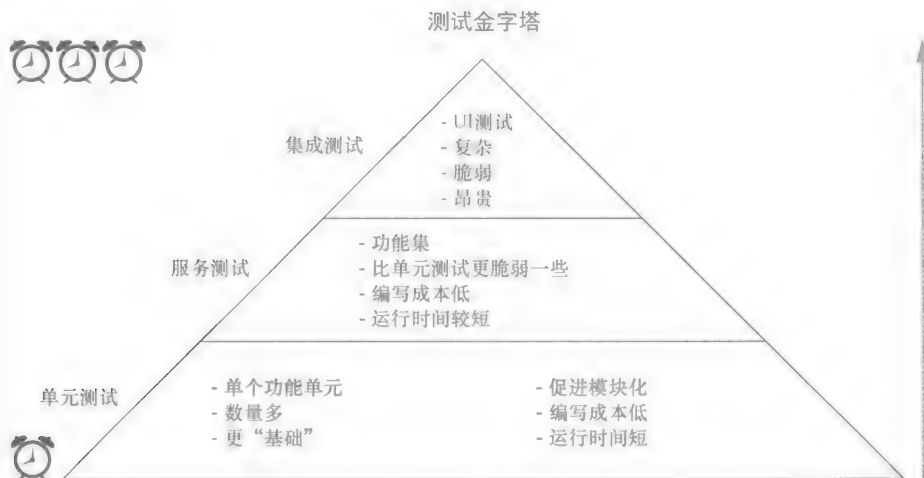 测试金字塔
集成测试
- UI测试
- 复杂
- 脆弱
- 昂贵
服务测试
- 功能集
- 比单元测试更脆弱一些
- 编写成本低
- 运行时间较短
单元测试
- 单个功能单元
- 数量多
- 更“基础”
- 促进模块化
- 编写成本低
- 运行时间短